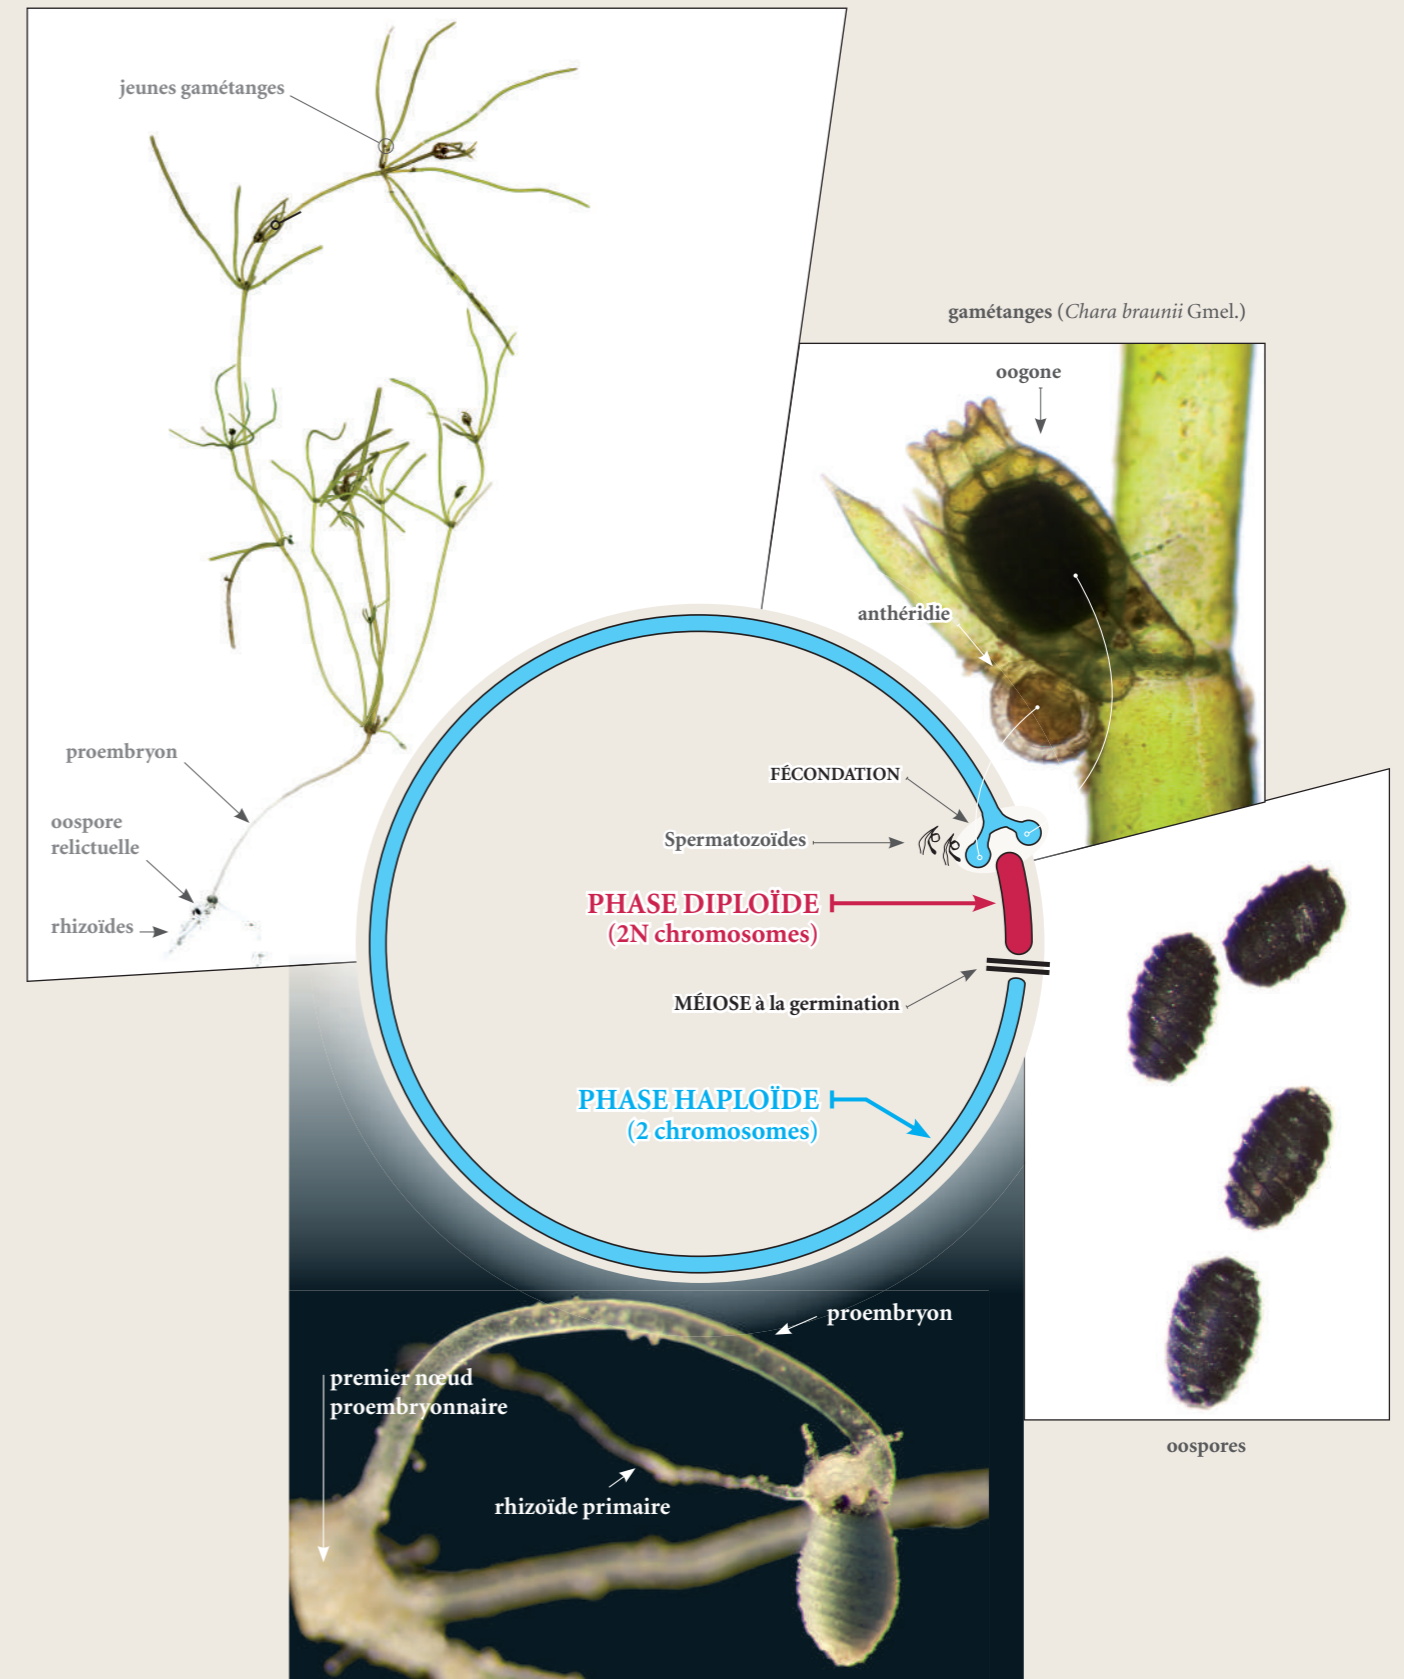 jeunes gamétanges
gamétanges (Chara braunii Gmel.)
oogone
anthéridie
proembryon
oospore
relictuelle
rhizoïdes
FÉCONDATION
Spermatozoïdes
PHASE DIPLOÏDE
(2N chromosomes)
MÉIOSE à la germination
PHASE HAPLOÏDE
(2 chromosomes)
proembryon
premier nœud
proembryonnaire
rhizoïde primaire
oospores